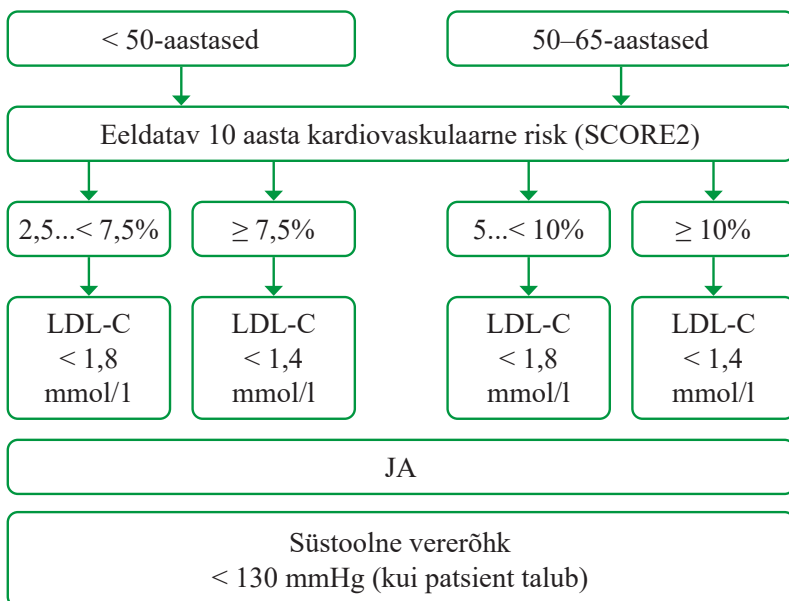 < 50-aastased
50–65-aastased
Eeldatav 10 aasta kardiovaskulaarne risk (SCORE2)
2,5...< 7,5%
≥ 7,5%
5...< 10%
≥ 10%
LDL-C
< 1,8
mmol/1
LDL-C
< 1,4
mmol/l
LDL-C
< 1,8
mmol/l
LDL-C
< 1,4
mmol/l
JA
Süstoolne vererõhk
< 130 mmHg (kui patsient talub)